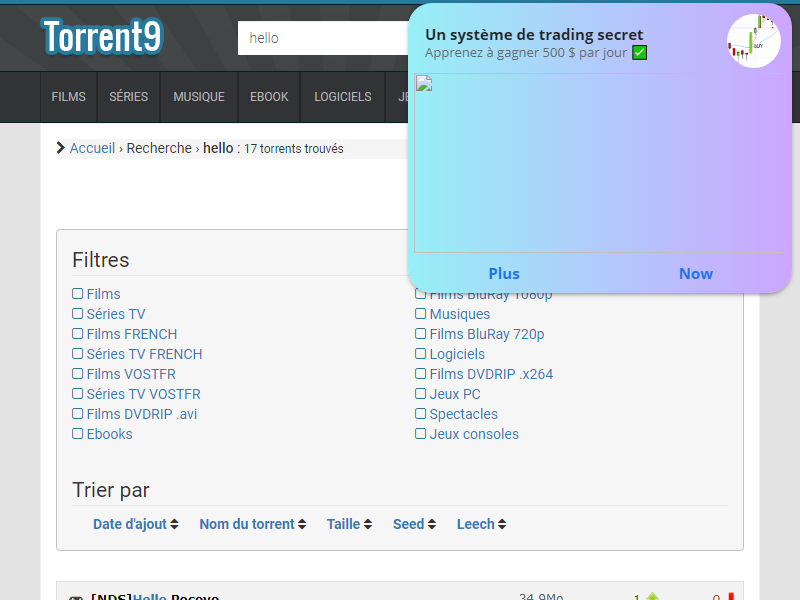 Torrent9
hello
Un système de trading secret
Apprenez à gagner 500 $ par jour ✅
BUY
FILMS SÉRIES MUSIQUE EBOOK LOGICIELS
Accueil › Recherche › hello : 17 torrents trouvés
Plus Now
Filtres
Films
Séries TV
Films FRENCH
Séries TV FRENCH
Films VOSTFR
Séries TV VOSTFR
Films DVDRIP .avi
Ebooks
Films BluRay 1080p
Musiques
Films BluRay 720p
Logiciels
Films DVDRIP .x264
Jeux PC
Spectacles
Jeux consoles
Trier par
Date d'ajout Nom du torrent Taille Seed Leech
[NDS]Hello Pocoyo 34.9Mo 1 0